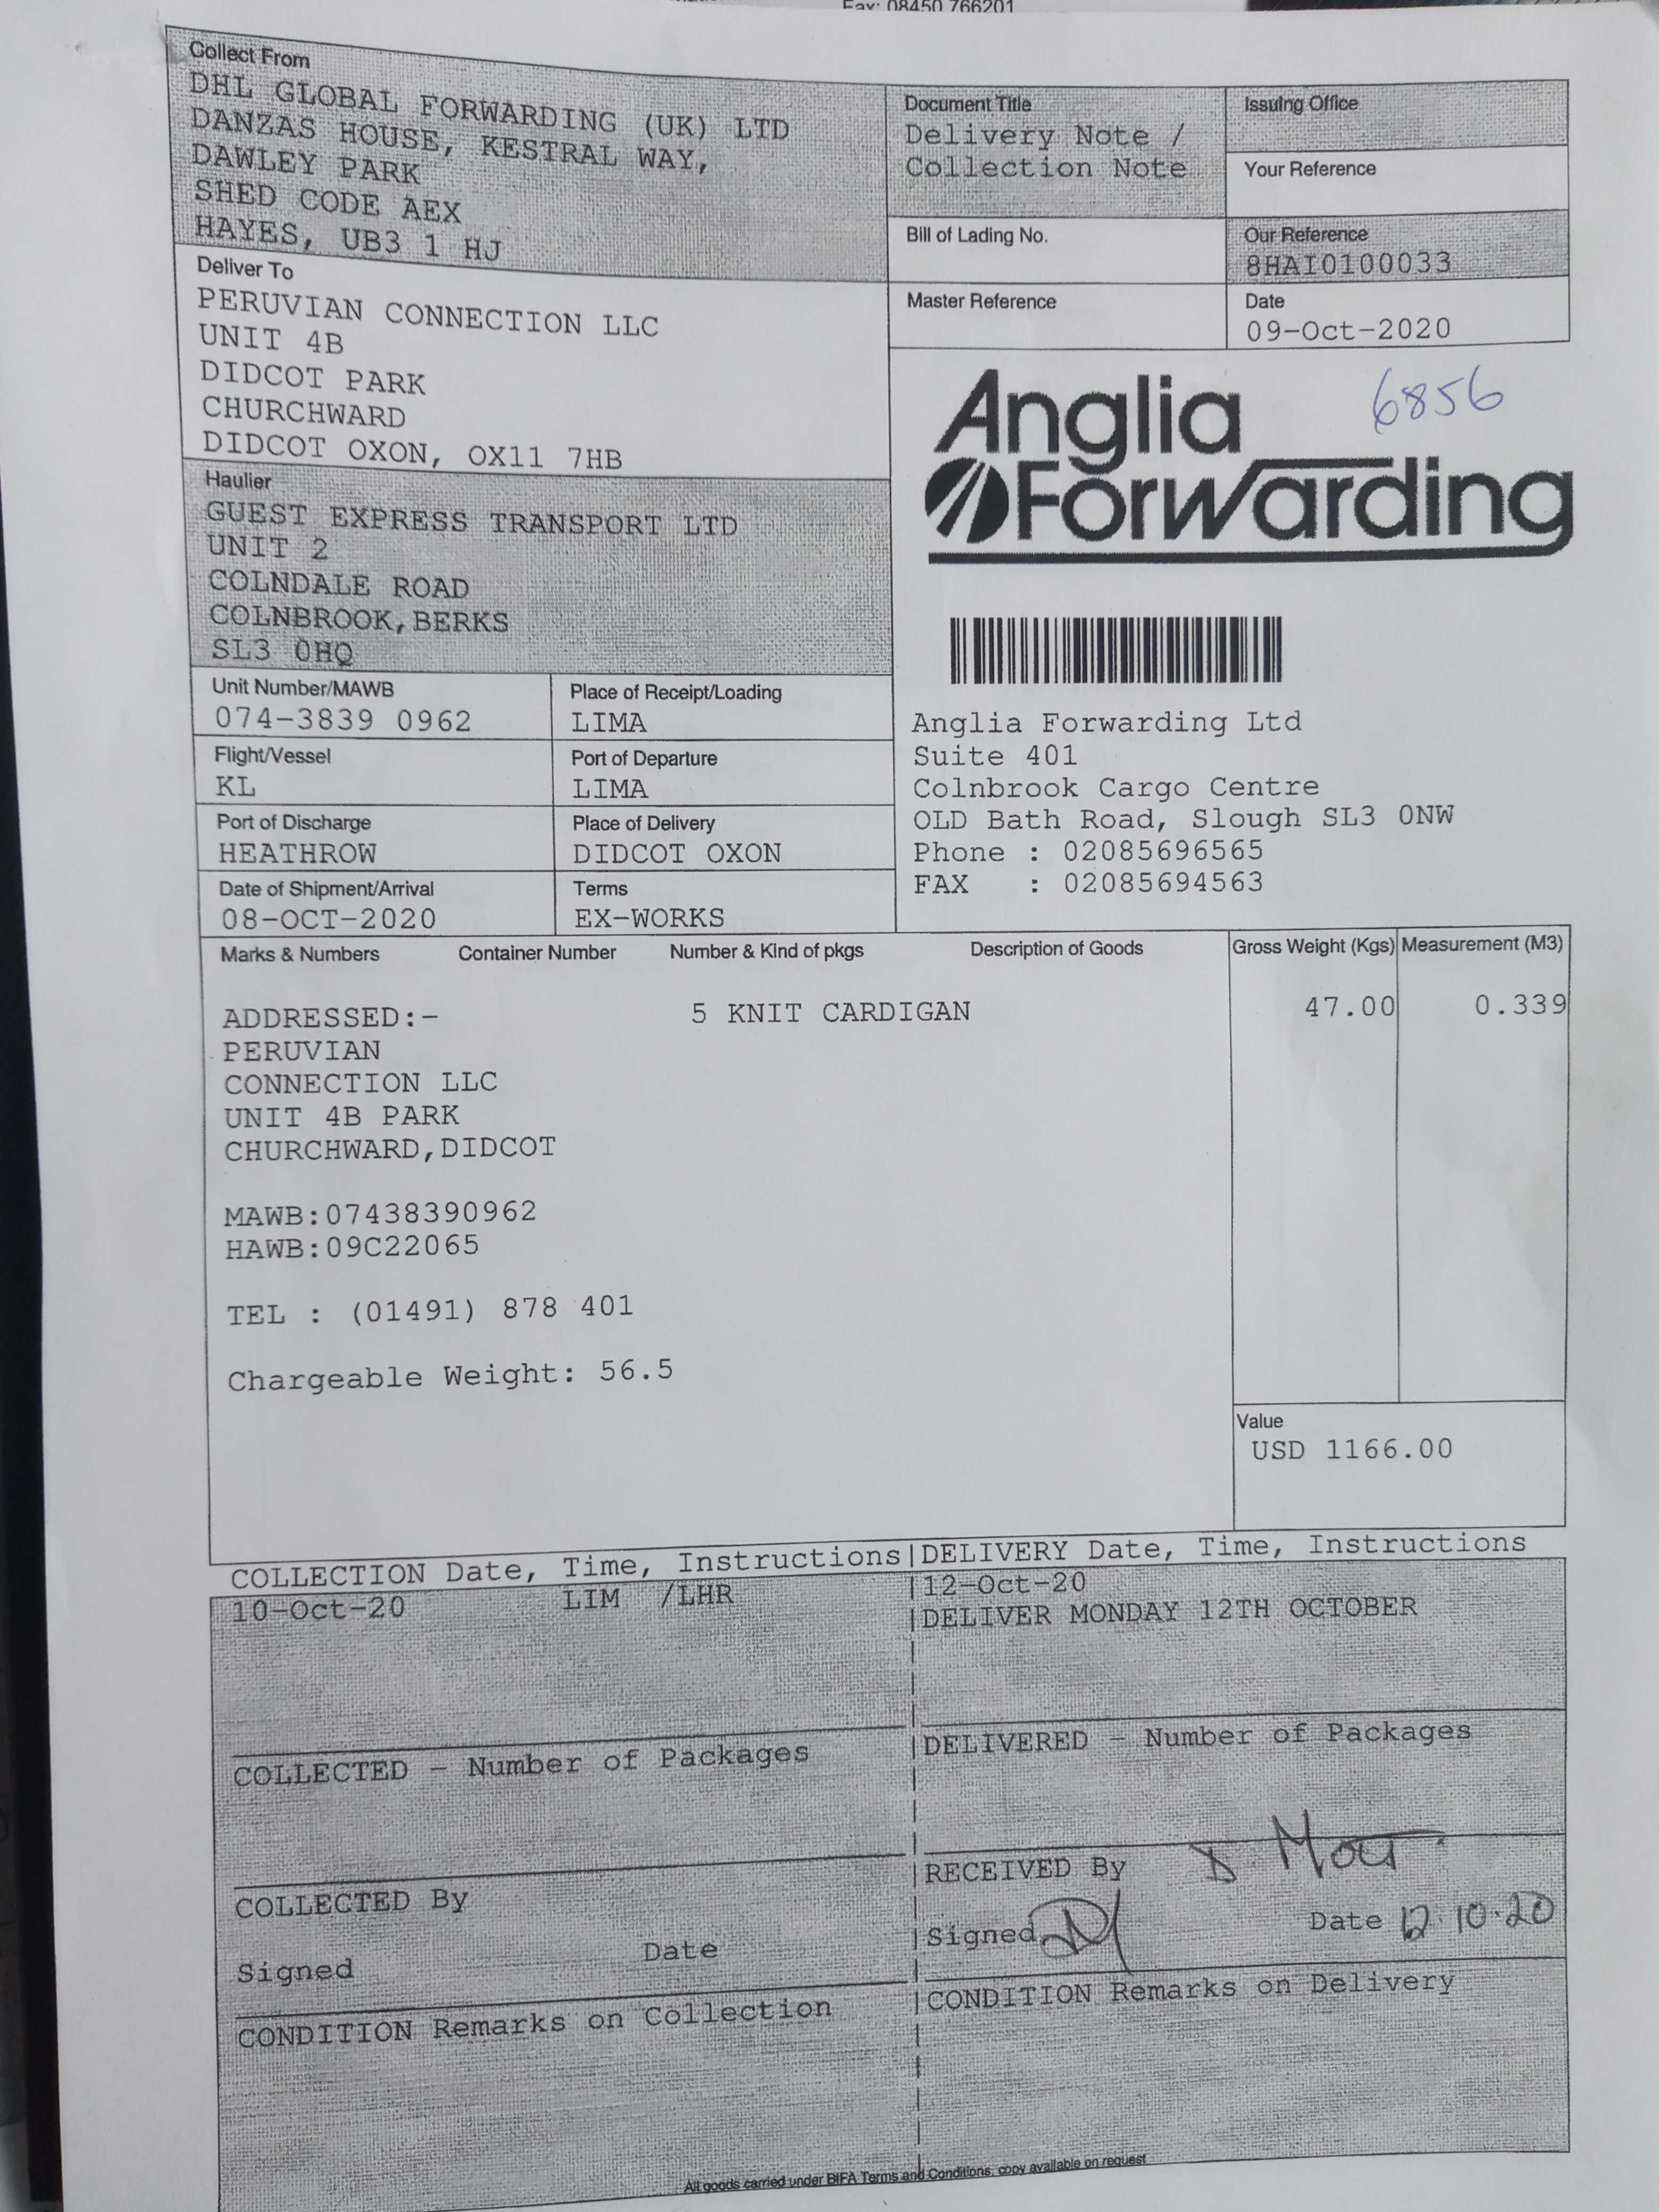 Fax: 08450 766201
Collect From
DHL GLOBAL FORWARDING (UK) LTD
DANZAS HOUSE, KESTRAL WAY,
DAWLEY PARK
SHED CODE AEX
HAYES, UB3 1 HJ
Document Title
Delivery Note /
Collection Note
Issuing Office
Your Reference
Bill of Lading No.
Our Reference
8HAI0100033
Master Reference
Date
09-Oct-2020
Deliver To
PERUVIAN CONNECTION LLC
UNIT 4B
DIDCOT PARK
CHURCHWARD
DIDCOT OXON, OX11 7HB
6856
Anglia
Forwarding
Haulier
GUEST EXPRESS TRANSPORT LTD
UNIT 2
COLNDALE ROAD
COLNBROOK,BERKS
SL3 0HQ
Unit Number/MAWB
074-3839 0962
Place of Receipt/Loading
LIMA
Flight/Vessel
KL
Port of Departure
LIMA
Port of Discharge
HEATHROW
Place of Delivery
DIDCOT OXON
Date of Shipment/Arrival
08-OCT-2020
Terms
EX-WORKS
Anglia Forwarding Ltd
Suite 401
Colnbrook Cargo Centre
OLD Bath Road, Slough SL3 0NW
Phone : 02085696565
FAX : 02085694563
Marks & Numbers Container Number Number & Kind of pkgs Description of Goods Gross Weight (Kgs) Measurement (M3)
ADDRESSED:- 5 KNIT CARDIGAN 47.00 0.339
PERUVIAN
CONNECTION LLC
UNIT 4B PARK
CHURCHWARD,DIDCOT
MAWB:07438390962
HAWB:09C22065
TEL : (01491) 878 401
Chargeable Weight: 56.5
Value
USD 1166.00
COLLECTION Date, Time, Instructions|DELIVERY Date, Time, Instructions
10-Oct-20 LIM /LHR |12-Oct-20
|DELIVER MONDAY 12TH OCTOBER
COLLECTED - Number of Packages
DELIVERED - Number of Packages
COLLECTED By
RECEIVED By
Signed Date
Signed Date 12.10.20
CONDITION Remarks on Collection
CONDITION Remarks on Delivery
All goods carried under BIFA Terms and Conditions, copy available on request